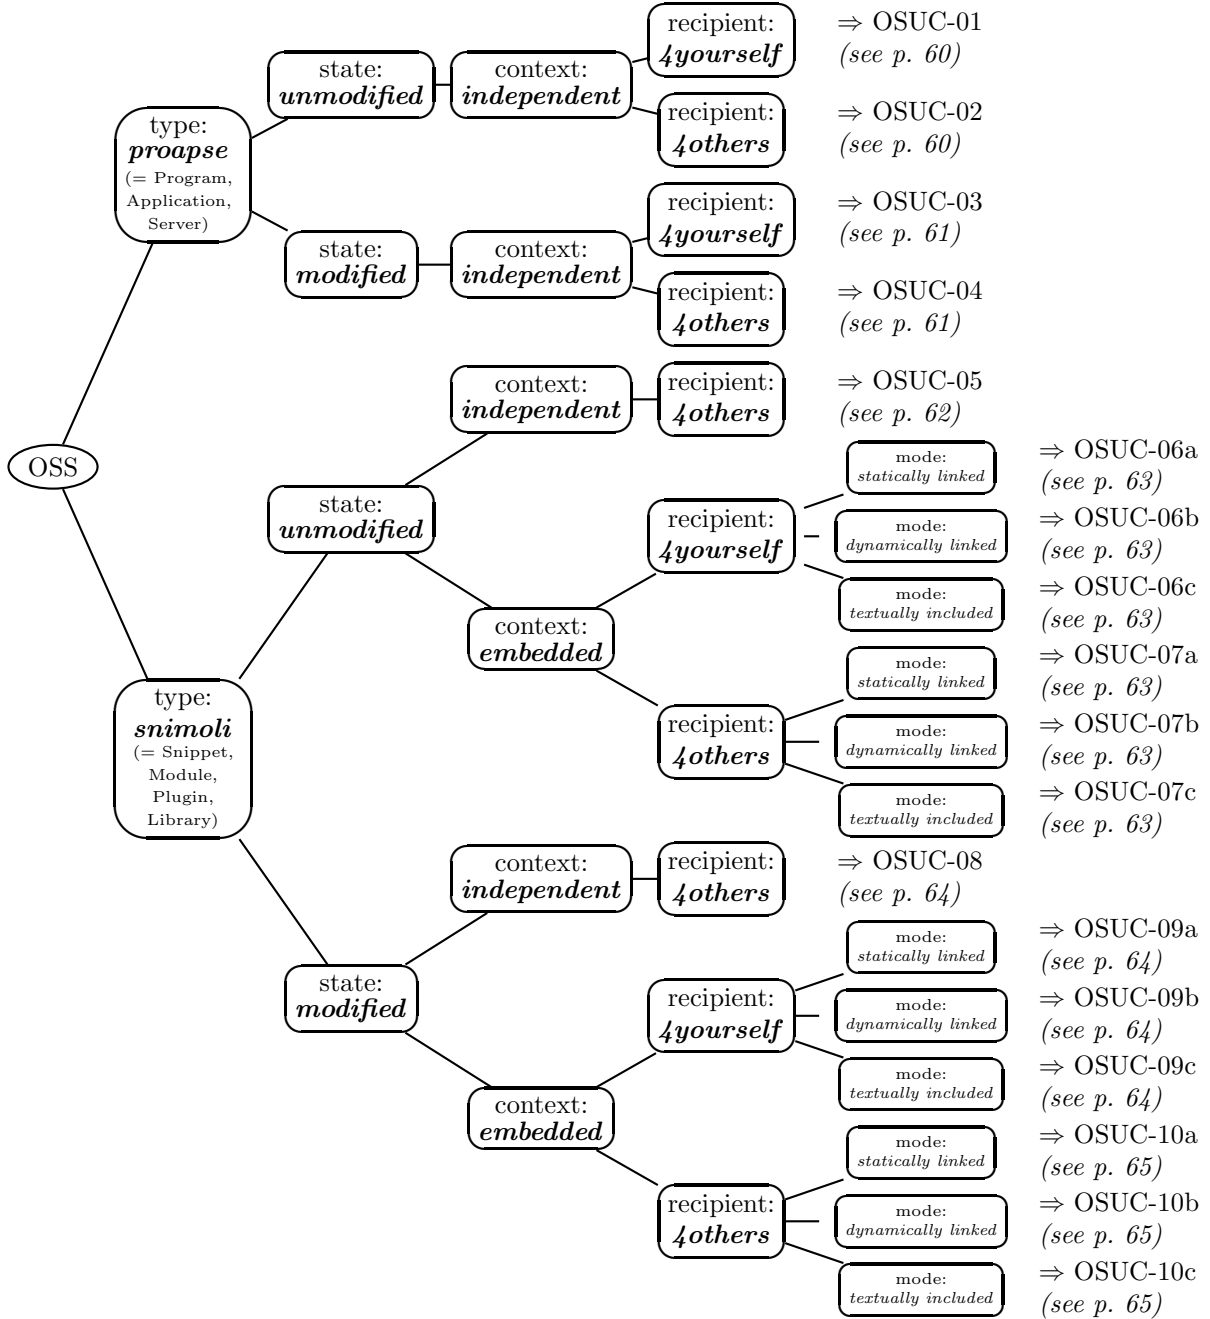 OSS
type:
proapse
(= Program,
Application,
Server)
state:
unmodified
context:
independent
recipient:
4yourself
⇒ OSUC-01
(see p. 60)
recipient:
4others
⇒ OSUC-02
(see p. 60)
state:
modified
context:
independent
recipient:
4yourself
⇒ OSUC-03
(see p. 61)
recipient:
4others
⇒ OSUC-04
(see p. 61)
type:
snimoli
(= Snippet,
Module,
Plugin,
Library)
state:
unmodified
context:
independent
recipient:
4others
⇒ OSUC-05
(see p. 62)
context:
embedded
recipient:
4yourself
mode:
statically linked
⇒ OSUC-06a
(see p. 63)
mode:
dynamically linked
⇒ OSUC-06b
(see p. 63)
mode:
textually included
⇒ OSUC-06c
(see p. 63)
recipient:
4others
mode:
statically linked
⇒ OSUC-07a
(see p. 63)
mode:
dynamically linked
⇒ OSUC-07b
(see p. 63)
mode:
textually included
⇒ OSUC-07c
(see p. 63)
state:
modified
context:
independent
recipient:
4others
⇒ OSUC-08
(see p. 64)
context:
embedded
recipient:
4yourself
mode:
statically linked
⇒ OSUC-09a
(see p. 64)
mode:
dynamically linked
⇒ OSUC-09b
(see p. 64)
mode:
textually included
⇒ OSUC-09c
(see p. 64)
recipient:
4others
mode:
statically linked
⇒ OSUC-10a
(see p. 65)
mode:
dynamically linked
⇒ OSUC-10b
(see p. 65)
mode:
textually included
⇒ OSUC-10c
(see p. 65)